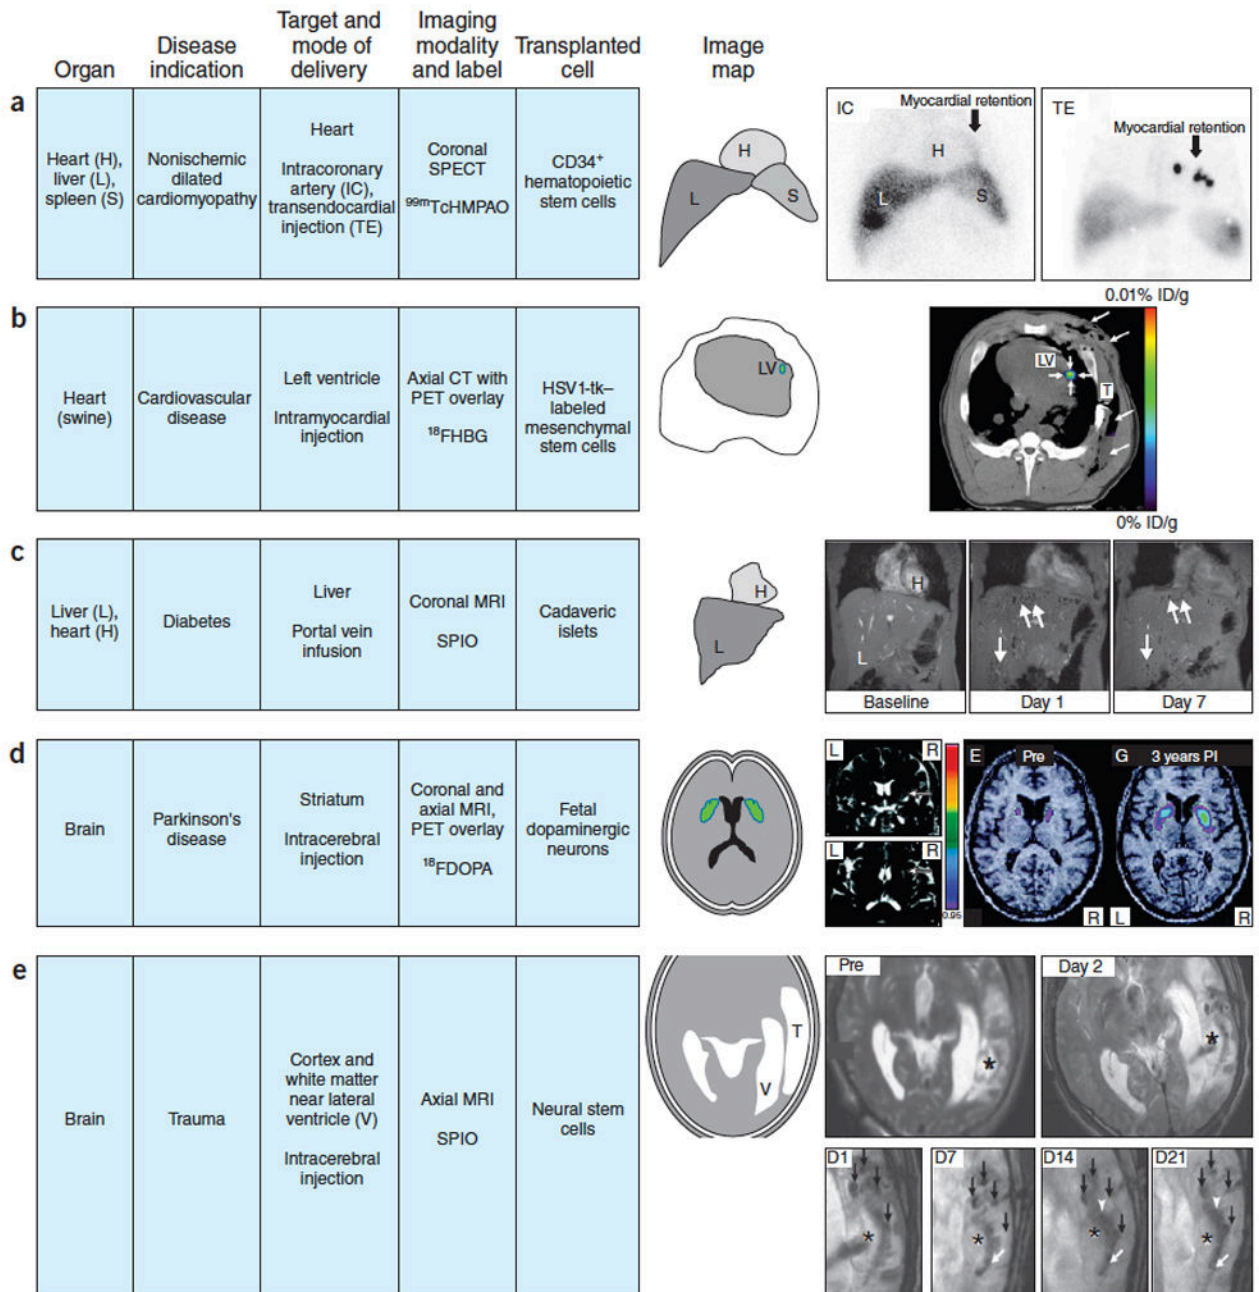 Organ
Disease
indication
Target and
mode of
delivery
Imaging
modality
and label
Transplanted
cell
Image
map
a
Heart (H),
liver (L),
spleen (S)
Nonischemic
dilated
cardiomyopathy
Heart
Intracoronary
artery (IC),
transendocardial
injection (TE)
Coronal
SPECT
99mTcHMPAO
CD34+
hematopoietic
stem cells
H
L
S
IC
Myocardial retention
H
L
S
TE
Myocardial retention
b
Heart
(swine)
Cardiovascular
disease
Left ventricle
Intramyocardial
injection
Axial CT with
PET overlay
18FHBG
HSV1-tk–
labeled
mesenchymal
stem cells
LV
0.01% ID/g
LV
T
0% ID/g
c
Liver (L),
heart (H)
Diabetes
Liver
Portal vein
infusion
Coronal MRI
SPIO
Cadaveric
islets
H
L
H
L
Baseline
Day 1
Day 7
d
Brain
Parkinson's
disease
Striatum
Intracerebral
injection
Coronal and
axial MRI,
PET overlay
18FDOPA
Fetal
dopaminergic
neurons
L R
L R
0.95
E Pre
R
G 3 years PI
L R
e
Brain
Trauma
Cortex and
white matter
near lateral
ventricle (V)
Intracerebral
injection
Axial MRI
SPIO
Neural stem
cells
T
V
Pre
*
Day 2
*
D1
*
D7
*
D14
*
D21
*